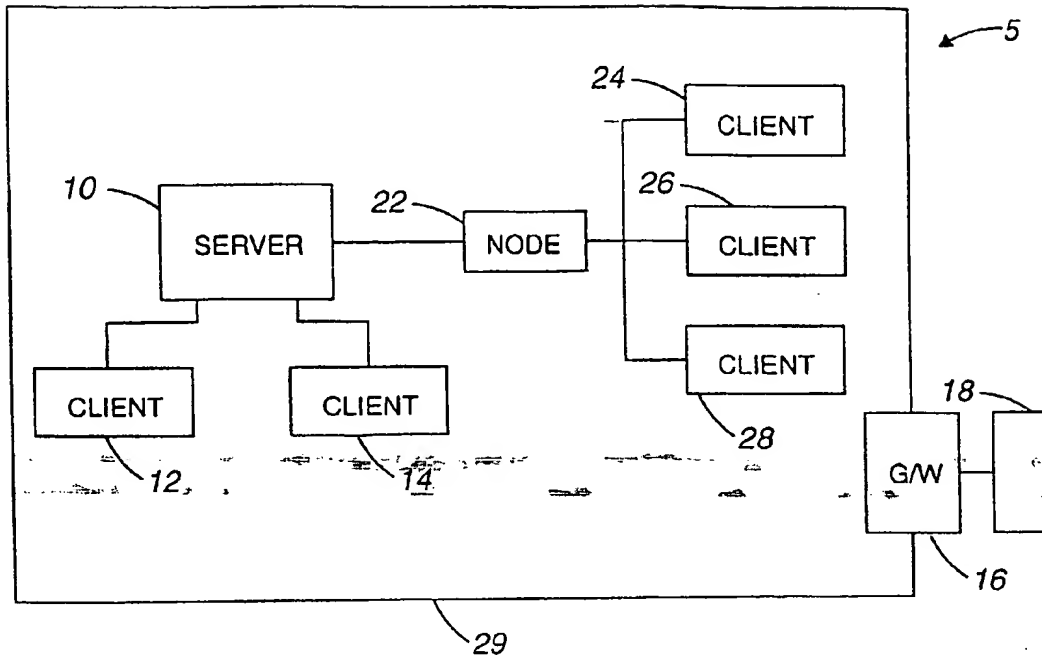 5
24
CLIENT
10
22
26
SERVER
NODE
CLIENT
CLIENT
CLIENT
CLIENT
28
18
12
14
G/W
16
29